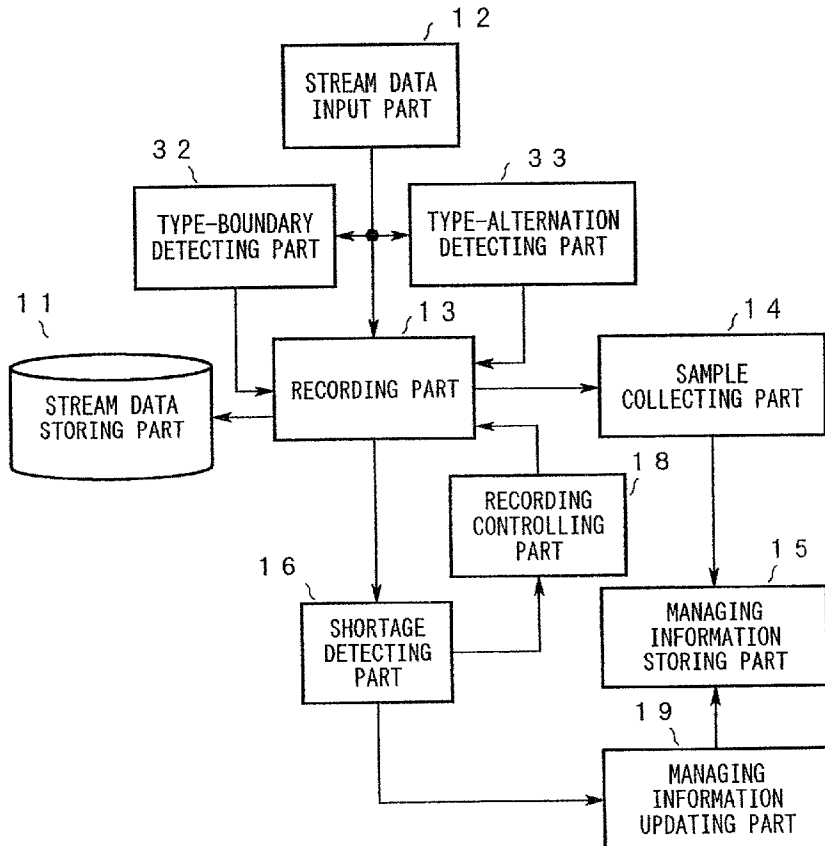 12
STREAM DATA
INPUT PART
32
TYPE-BOUNDARY
DETECTING PART
33
TYPE-ALTERNATION
DETECTING PART
11
STREAM DATA
STORING PART
13
RECORDING PART
14
SAMPLE
COLLECTING PART
18
RECORDING
CONTROLLING
PART
16
SHORTAGE
DETECTING
PART
15
MANAGING
INFORMATION
STORING PART
19
MANAGING
INFORMATION
UPDATING PART